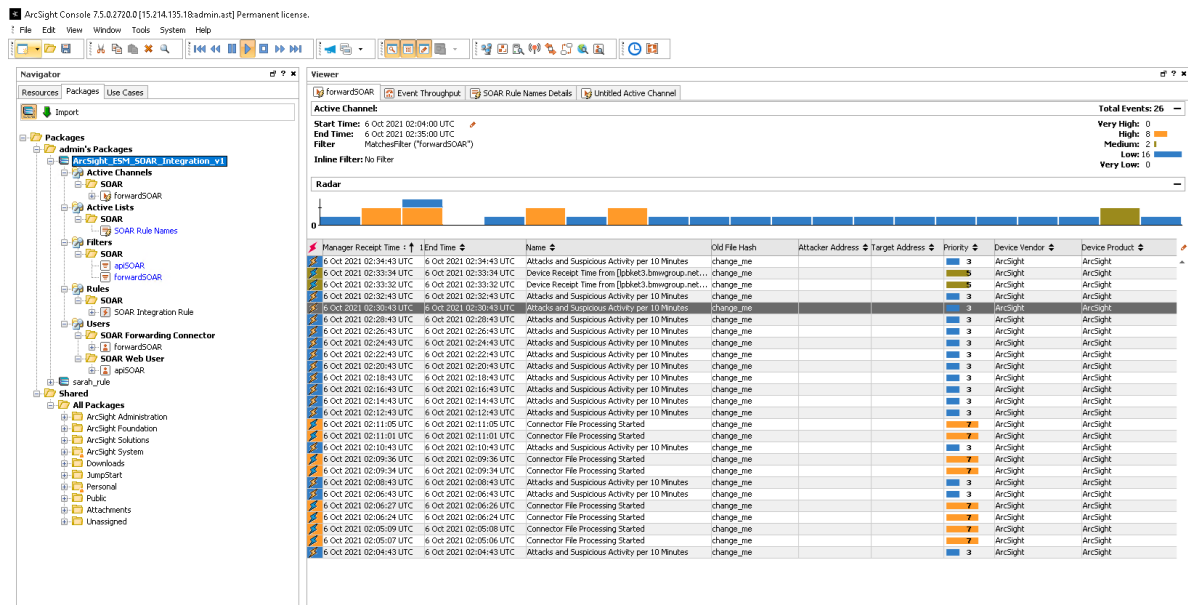 ArcSight Console 7.5.0.2720.0 [15.214.135.18:admin.ast] Permanent license.
File Edit View Window Tools System Help
Navigator
Resources Packages Use Cases
Import
Packages
admin's Packages
ArcSight_ESM_SOAR_Integration_v1
Active Channels
SOAR
forwardSOAR
Active Lists
SOAR
SOAR Rule Names
Filters
SOAR
apiSOAR
forwardSOAR
Rules
SOAR
SOAR Integration Rule
Users
SOAR Forwarding Connector
forwardSOAR
SOAR Web User
apiSOAR
sarah_rule
Shared
All Packages
ArcSight Administration
ArcSight Foundation
ArcSight Solutions
ArcSight System
Downloads
JumpStart
Personal
Public
Attachments
Unassigned
Viewer
forwardSOAR Event Throughput SOAR Rule Names Details Untitled Active Channel
Active Channel: Total Events: 26
Start Time: 6 Oct 2021 02:04:00 UTC
End Time: 6 Oct 2021 02:35:00 UTC
Filter MatchesFilter ("forwardSOAR")
Inline Filter: No Filter
Very High: 0
High: 8
Medium: 2
Low: 16
Very Low: 0
Radar
0
Manager Receipt Time 1 End Time Name Old File Hash Attacker Address Target Address Priority Device Vendor Device Product
6 Oct 2021 02:34:43 UTC 6 Oct 2021 02:34:43 UTC Attacks and Suspicious Activity per 10 Minutes change_me 3 ArcSight ArcSight
6 Oct 2021 02:33:34 UTC 6 Oct 2021 02:33:34 UTC Device Receipt Time from [lpbket3.bmwgroup.net... change_me 5 ArcSight ArcSight
6 Oct 2021 02:33:32 UTC 6 Oct 2021 02:33:32 UTC Device Receipt Time from [lpbket3.bmwgroup.net... change_me 5 ArcSight ArcSight
6 Oct 2021 02:32:43 UTC 6 Oct 2021 02:32:43 UTC Attacks and Suspicious Activity per 10 Minutes change_me 3 ArcSight ArcSight
6 Oct 2021 02:30:43 UTC 6 Oct 2021 02:30:43 UTC Attacks and Suspicious Activity per 10 Minutes change_me 3 ArcSight ArcSight
6 Oct 2021 02:28:43 UTC 6 Oct 2021 02:28:43 UTC Attacks and Suspicious Activity per 10 Minutes change_me 3 ArcSight ArcSight
6 Oct 2021 02:26:43 UTC 6 Oct 2021 02:26:43 UTC Attacks and Suspicious Activity per 10 Minutes change_me 3 ArcSight ArcSight
6 Oct 2021 02:24:43 UTC 6 Oct 2021 02:24:43 UTC Attacks and Suspicious Activity per 10 Minutes change_me 3 ArcSight ArcSight
6 Oct 2021 02:22:43 UTC 6 Oct 2021 02:22:43 UTC Attacks and Suspicious Activity per 10 Minutes change_me 3 ArcSight ArcSight
6 Oct 2021 02:20:43 UTC 6 Oct 2021 02:20:43 UTC Attacks and Suspicious Activity per 10 Minutes change_me 3 ArcSight ArcSight
6 Oct 2021 02:18:43 UTC 6 Oct 2021 02:18:43 UTC Attacks and Suspicious Activity per 10 Minutes change_me 3 ArcSight ArcSight
6 Oct 2021 02:16:43 UTC 6 Oct 2021 02:16:43 UTC Attacks and Suspicious Activity per 10 Minutes change_me 3 ArcSight ArcSight
6 Oct 2021 02:14:43 UTC 6 Oct 2021 02:14:43 UTC Attacks and Suspicious Activity per 10 Minutes change_me 3 ArcSight ArcSight
6 Oct 2021 02:12:43 UTC 6 Oct 2021 02:12:43 UTC Attacks and Suspicious Activity per 10 Minutes change_me 3 ArcSight ArcSight
6 Oct 2021 02:11:05 UTC 6 Oct 2021 02:11:05 UTC Connector File Processing Started change_me 7 ArcSight ArcSight
6 Oct 2021 02:11:01 UTC 6 Oct 2021 02:11:01 UTC Connector File Processing Started change_me 7 ArcSight ArcSight
6 Oct 2021 02:10:43 UTC 6 Oct 2021 02:10:43 UTC Attacks and Suspicious Activity per 10 Minutes change_me 3 ArcSight ArcSight
6 Oct 2021 02:09:36 UTC 6 Oct 2021 02:09:36 UTC Connector File Processing Started change_me 7 ArcSight ArcSight
6 Oct 2021 02:09:34 UTC 6 Oct 2021 02:09:34 UTC Connector File Processing Started change_me 7 ArcSight ArcSight
6 Oct 2021 02:08:43 UTC 6 Oct 2021 02:08:43 UTC Attacks and Suspicious Activity per 10 Minutes change_me 3 ArcSight ArcSight
6 Oct 2021 02:06:43 UTC 6 Oct 2021 02:06:43 UTC Attacks and Suspicious Activity per 10 Minutes change_me 3 ArcSight ArcSight
6 Oct 2021 02:06:27 UTC 6 Oct 2021 02:06:26 UTC Connector File Processing Started change_me 7 ArcSight ArcSight
6 Oct 2021 02:06:24 UTC 6 Oct 2021 02:06:24 UTC Connector File Processing Started change_me 7 ArcSight ArcSight
6 Oct 2021 02:05:09 UTC 6 Oct 2021 02:05:08 UTC Connector File Processing Started change_me 7 ArcSight ArcSight
6 Oct 2021 02:05:07 UTC 6 Oct 2021 02:05:06 UTC Connector File Processing Started change_me 7 ArcSight ArcSight
6 Oct 2021 02:04:43 UTC 6 Oct 2021 02:04:43 UTC Attacks and Suspicious Activity per 10 Minutes change_me 3 ArcSight ArcSight